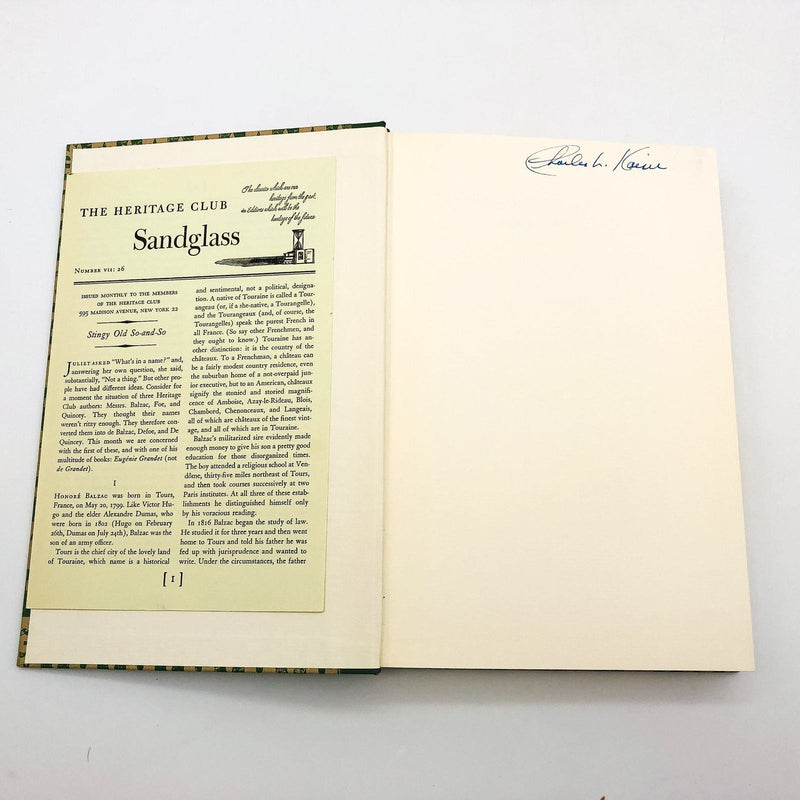 THE HERITAGE CLUB
The classics which are our
heritage from the past,
in Editions which will be the
heritage of the future
Sandglass
NUMBER VII: 26
ISSUED MONTHLY TO THE MEMBERS
OF THE HERITAGE CLUB
595 MADISON AVENUE, NEW YORK 22
Stingy Old So-and-So
JULIET ASKED "What's in a name?" and,
answering her own question, she said,
substantially, "Not a thing." But other peo-
ple have had different ideas. Consider for
a moment the situation of three Heritage
Club authors: Messrs. Balzac, Foe, and
Quincey. They thought their names
weren't ritzy enough. They therefore con-
verted them into de Balzac, Defoe, and De
Quincey. This month we are concerned
with the first of these, and with one of his
multitude of books: Eugénie Grandet (not
de Grandet).
I
HONORÉ BALZAC was born in Tours,
France, on May 20, 1799. Like Victor Hu-
go and the elder Alexandre Dumas, who
were born in 1802 (Hugo on February
26th, Dumas on July 24th), Balzac was the
son of an army officer.
Tours is the chief city of the lovely land
of Touraine, which name is a historical
and sentimental, not a political, designa-
tion. A native of Touraine is called a Tour-
angeau (or, if a she-native, a Tourangelle),
and the Tourangeaux (and, of course, the
Tourangelles) speak the purest French in
all France. (So say other Frenchmen, and
they ought to know.) Touraine has an-
other distinction: it is the country of the
châteaux. To a Frenchman, a château can
be a fairly modest country residence, even
the suburban home of a not-overpaid jun-
ior executive, but to an American, châteaux
signify the storied and storied magnifi-
cence of Amboise, Azay-le-Rideau, Blois,
Chambord, Chenonceaux, and Langeais,
all of which are châteaux of the finest vint-
age, and all of which are in Touraine.
Balzac's militarized sire evidently made
enough money to give his son a pretty good
education for those disorganized times.
The boy attended a religious school at Ven-
dôme, thirty-five miles northeast of Tours,
and then took courses successively at two
Paris institutes. At all three of these estab-
lishments he distinguished himself only
by his voracious reading.
In 1816 Balzac began the study of law.
He studied it for three years and then went
home to Tours and told his father he was
fed up with jurisprudence and wanted to
write. Under the circumstances, the father
[ 1 ]
Charles L. Kaiser